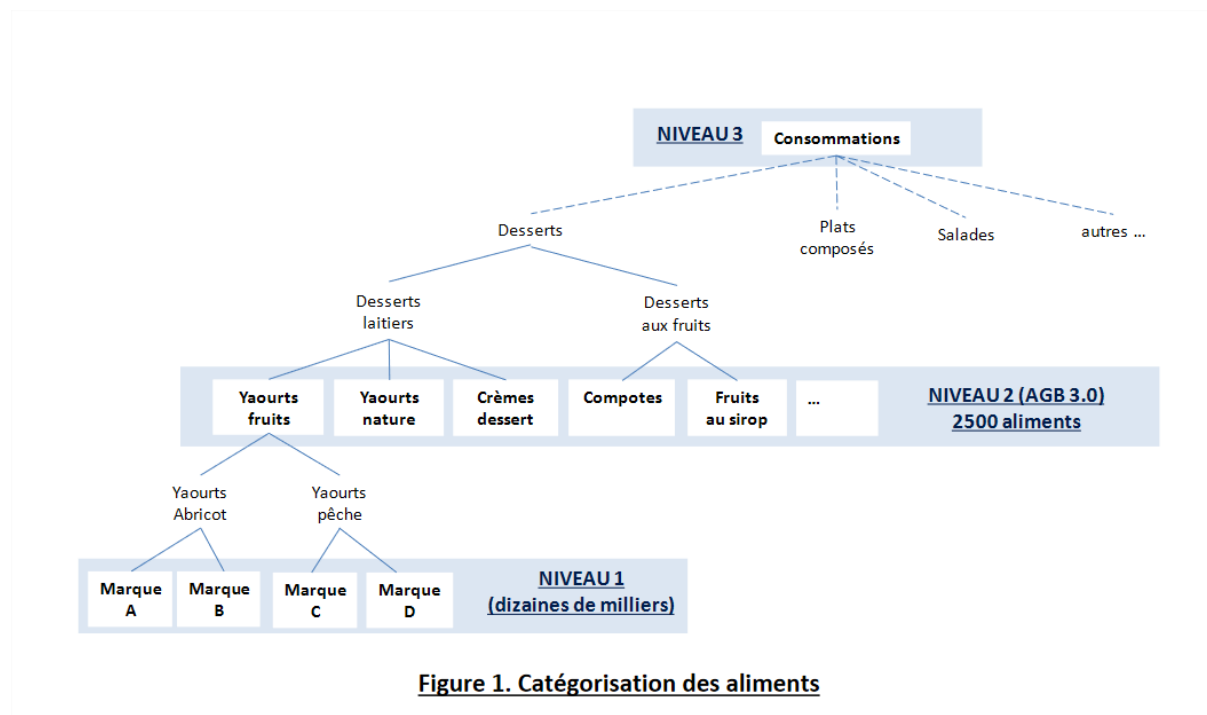 NIVEAU 3
Consommations
Desserts
Plats
composés
Salades
autres ...
Desserts
laitiers
Desserts
aux fruits
Yaourts
fruits
Yaourts
nature
Crèmes
dessert
Compotes
Fruits
au sirop
...
NIVEAU 2 (AGB 3.0)
2500 aliments
Yaourts
Abricot
Yaourts
pêche
Marque
A
Marque
B
Marque
C
Marque
D
NIVEAU 1
(dizaines de milliers)
Figure 1. Catégorisation des aliments